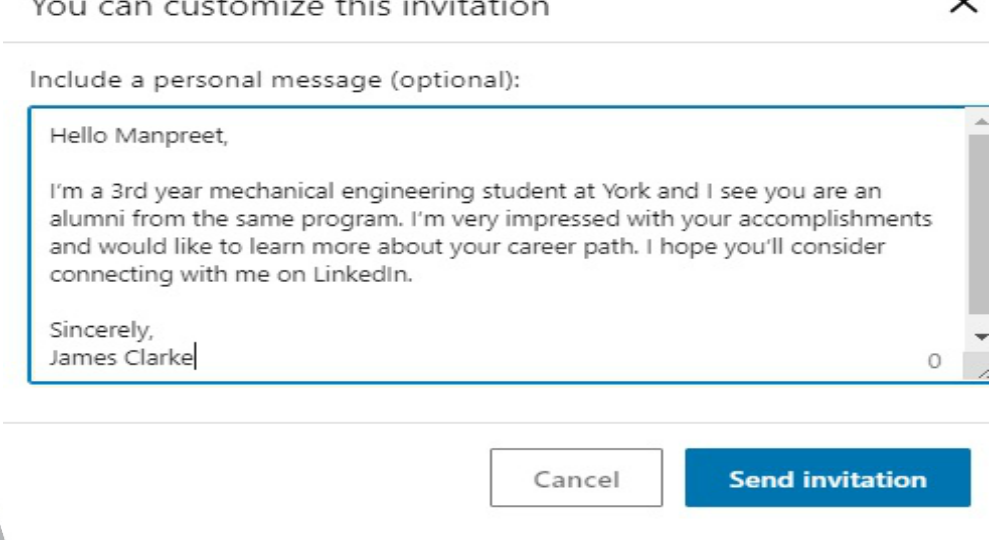 You can customize this invitation
Include a personal message (optional):
Hello Manpreet,
I'm a 3rd year mechanical engineering student at York and I see you are an
alumni from the same program. I'm very impressed with your accomplishments
and would like to learn more about your career path. I hope you'll consider
connecting with me on LinkedIn.
Sincerely,
James Clarke
0
Cancel
Send invitation